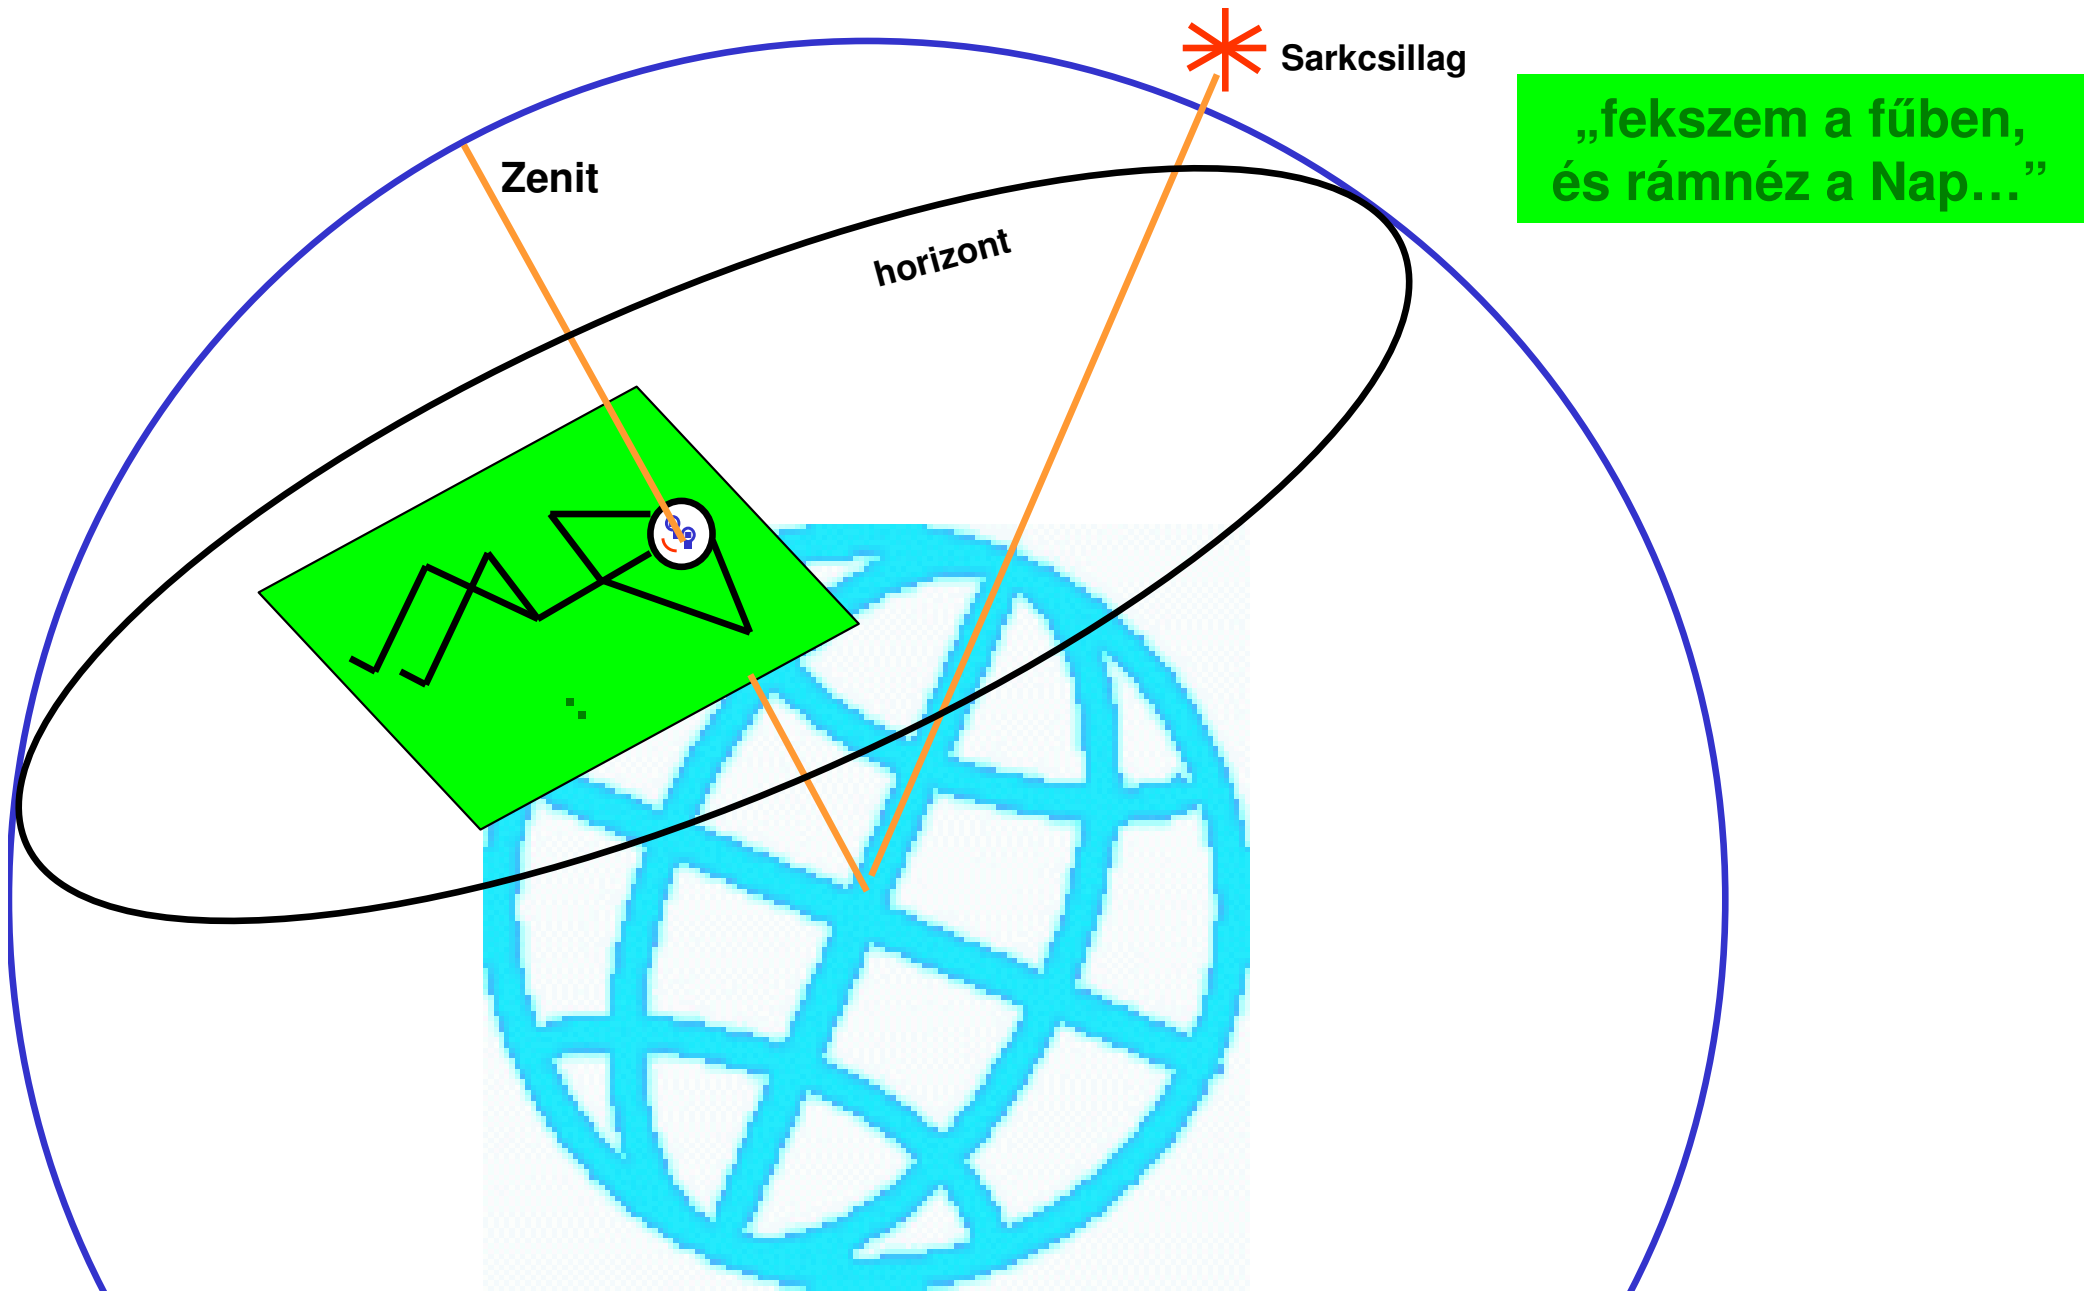 Sarkcsillag
„fekszem a fűben,
és rámnéz a Nap…”
Zenit
horizont